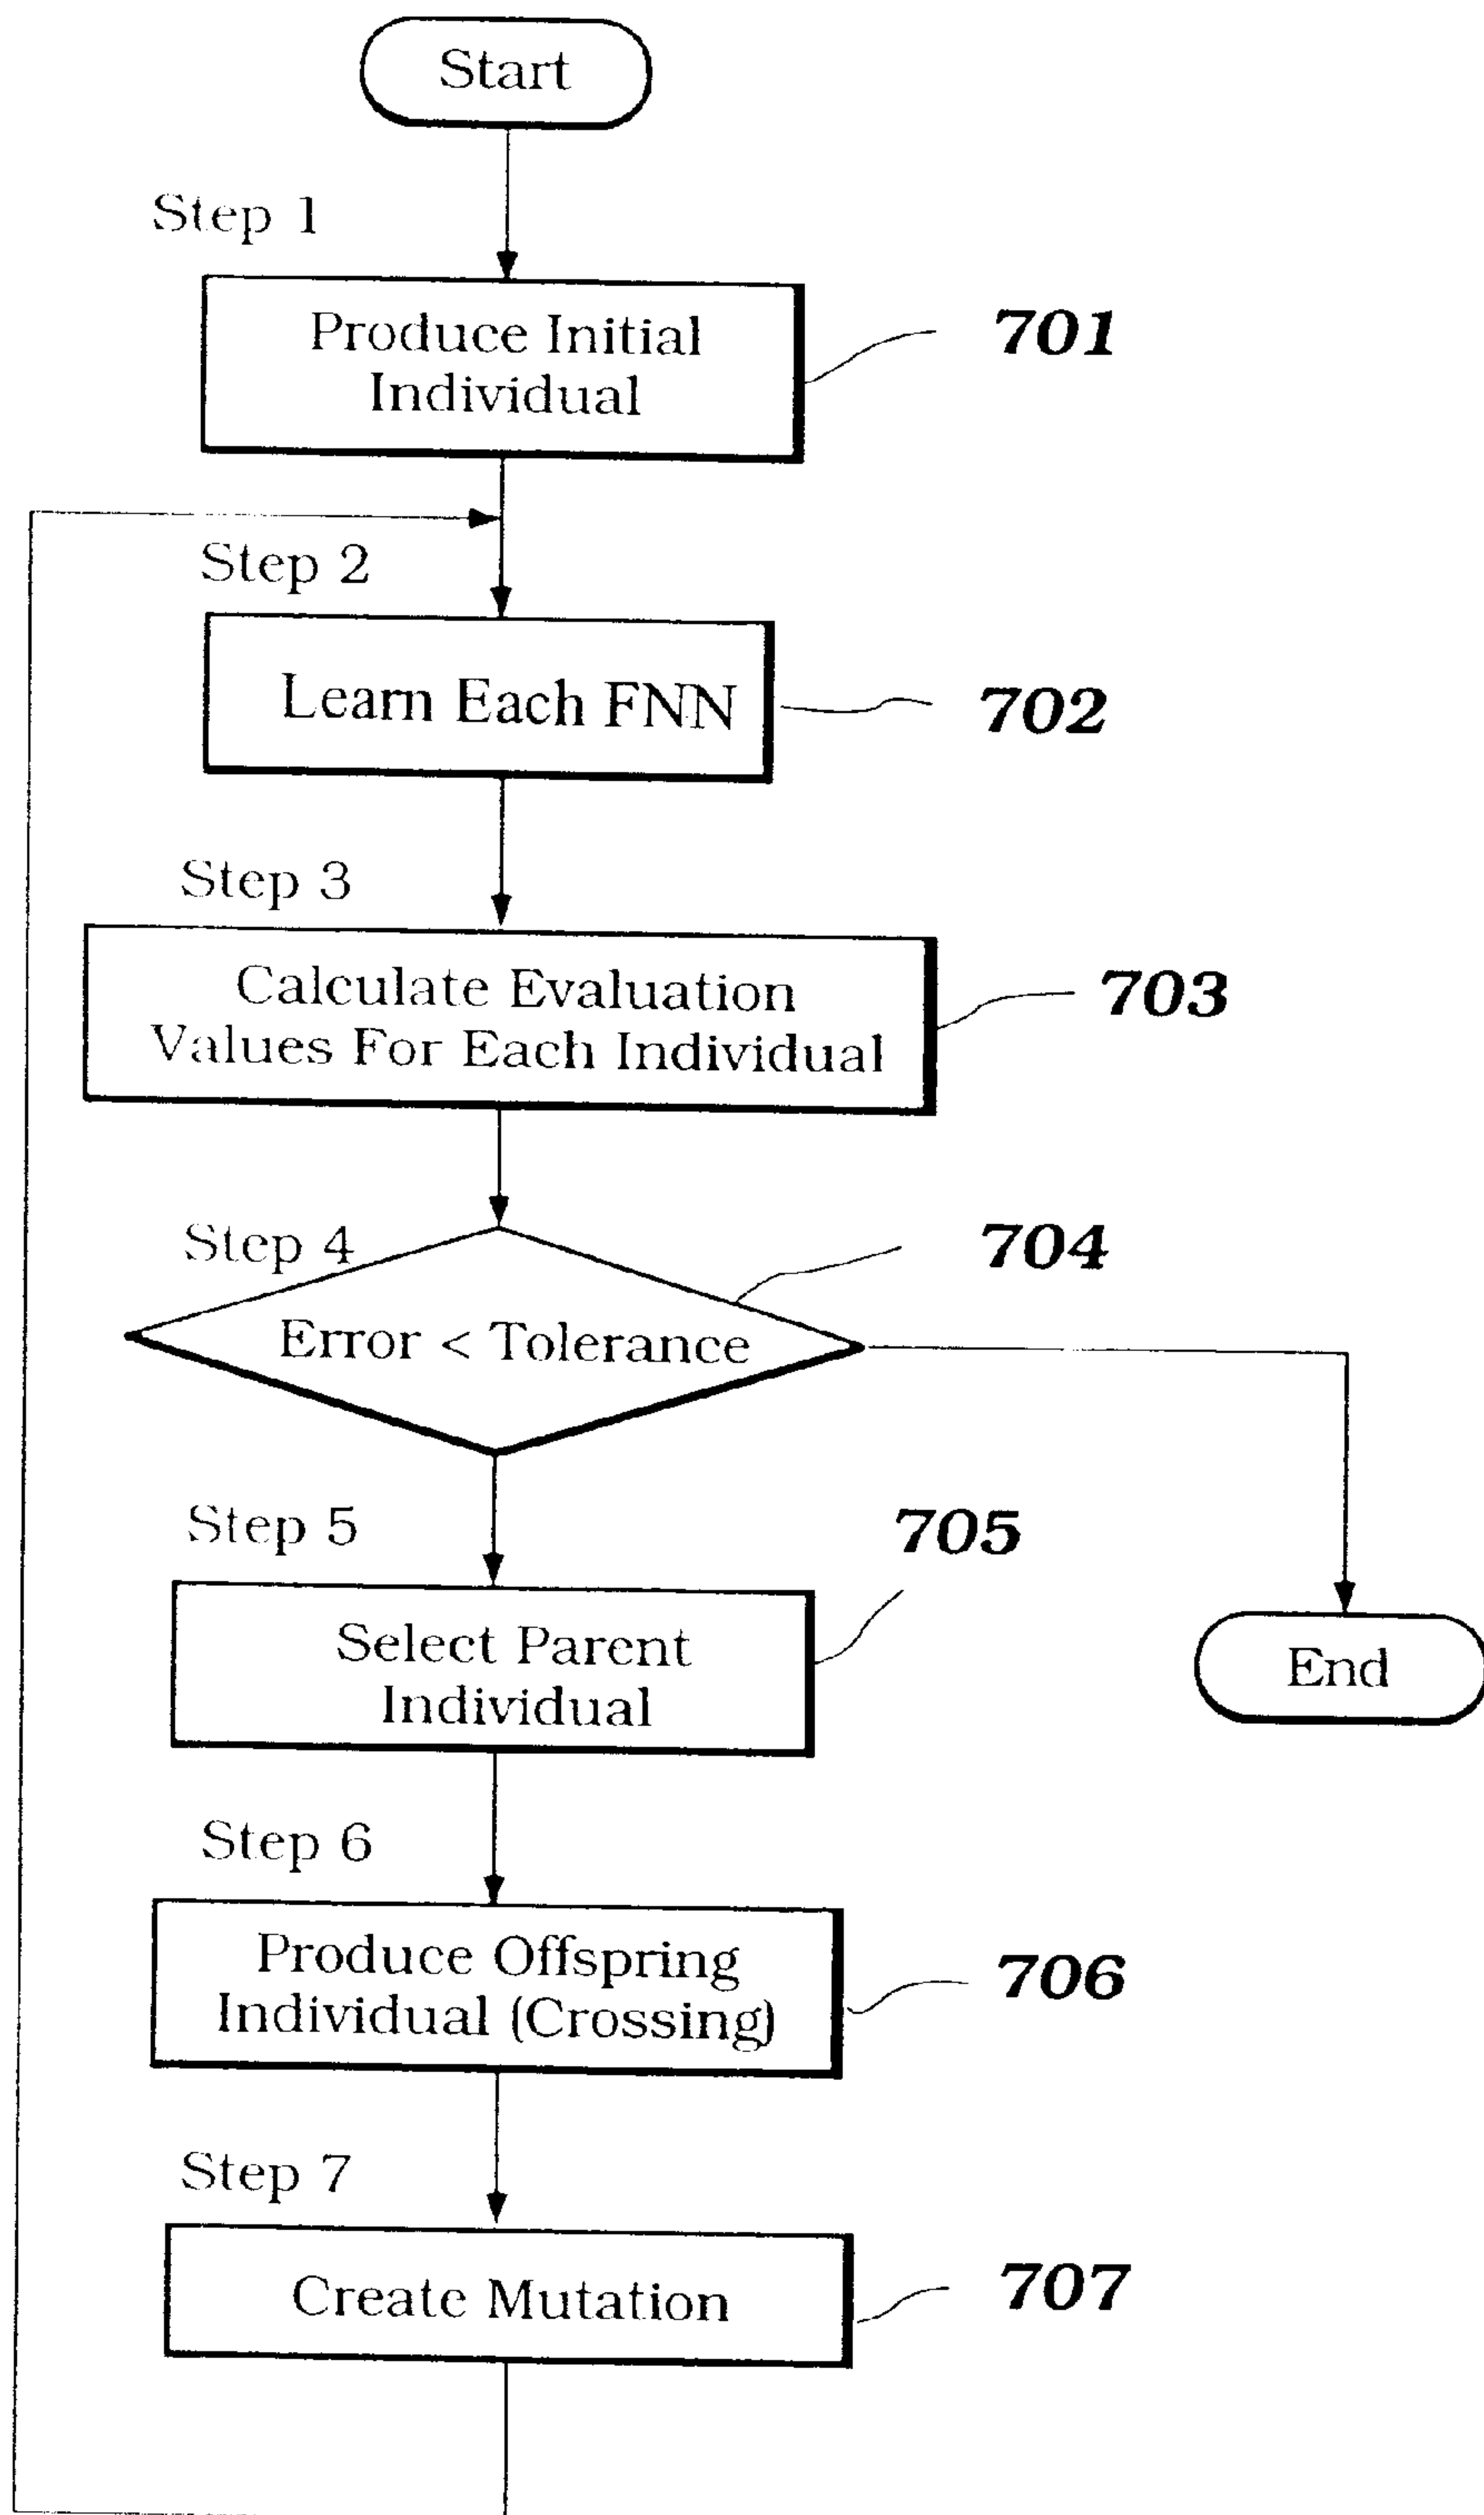 Start
Step 1
Produce Initial
Individual
701
Step 2
Learn Each FNN
702
Step 3
Calculate Evaluation
Values For Each Individual
703
Step 4
704
Error < Tolerance
Step 5
705
Select Parent
Individual
End
Step 6
Produce Offspring
Individual (Crossing)
706
Step 7
Create Mutation
707